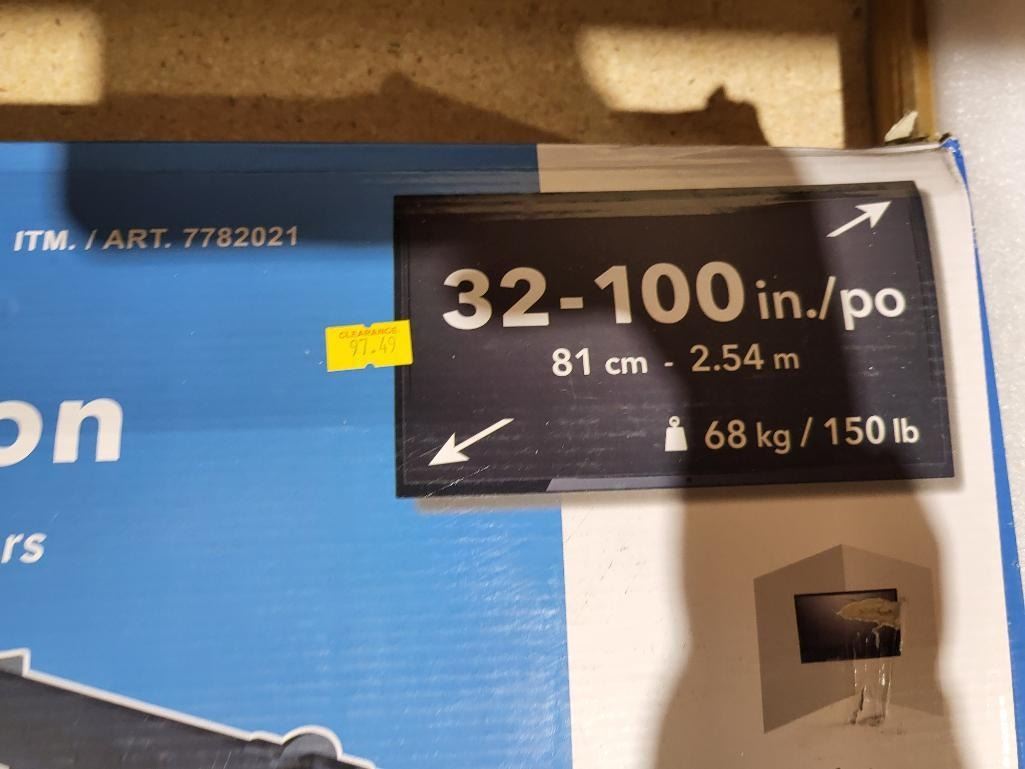 ITM. / ART. 7782021
32-100 in./po
CLEARANCE
97.49
81 cm - 2.54 m
on
68 kg / 150 lb
rs